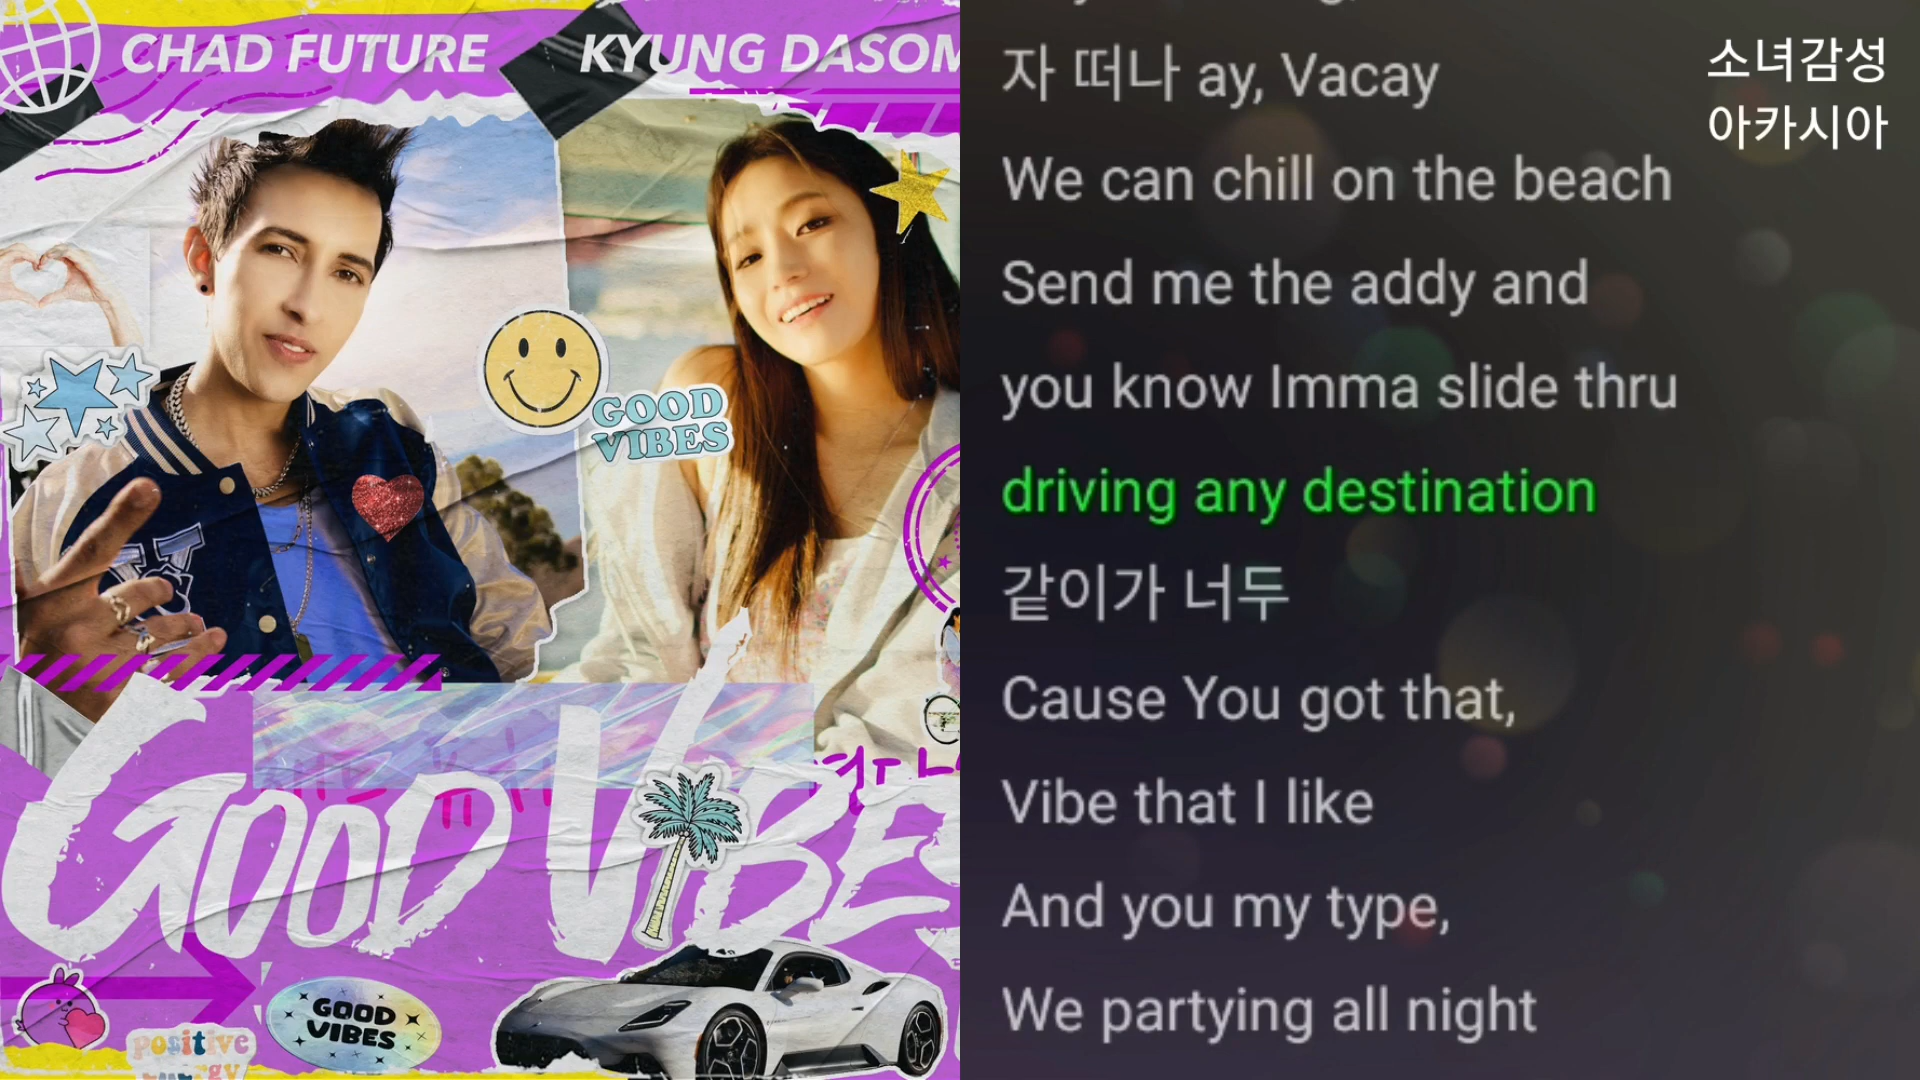 CHAD FUTURE
KYUNG DASOM
GOOD
VIBES
GOOD VIBES
GOOD
VIBES
positive
energy
자 떠나 ay, Vacay
We can chill on the beach
Send me the addy and
you know Imma slide thru
driving any destination
같이가 너두
Cause You got that,
Vibe that I like
And you my type,
We partying all night
소녀감성
아카시아